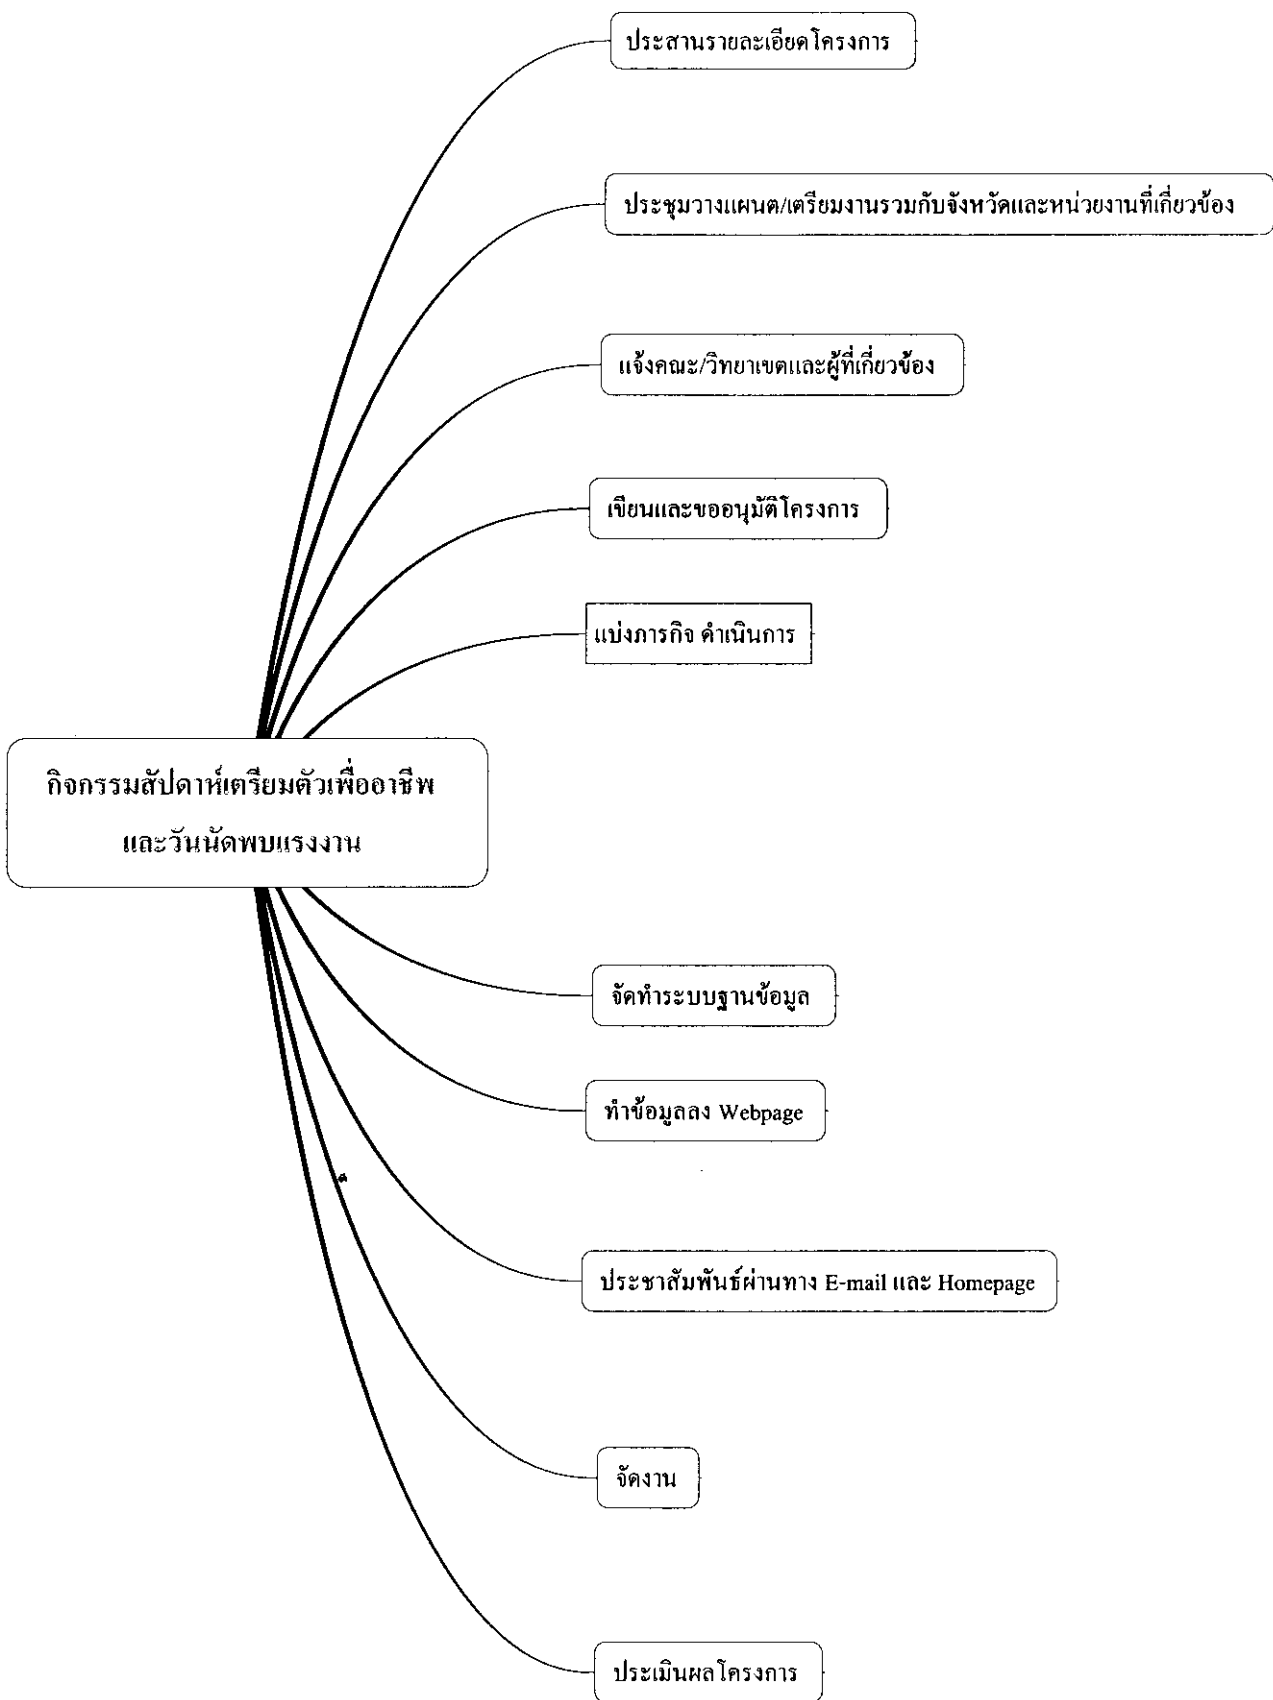 ประสานรายละเอียดโครงการ
ประชุมวางแผนต/เตรียมงานรวมกับจังหวัดและหน่วยงานที่เกี่ยวข้อง
แจ้งคณะ/วิทยาเขตและผู้ที่เกี่ยวข้อง
เขียนและขออนุมัติโครงการ
แบ่งภารกิจ ดำเนินการ
กิจกรรมสัปดาห์เตรียมตัวเพื่ออาชีพ
และวันนัดพบแรงงาน
จัดทำระบบฐานข้อมูล
ทำข้อมูลลง Webpage
ประชาสัมพันธ์ผ่านทาง E-mail และ Homepage
จัดงาน
ประเมินผลโครงการ